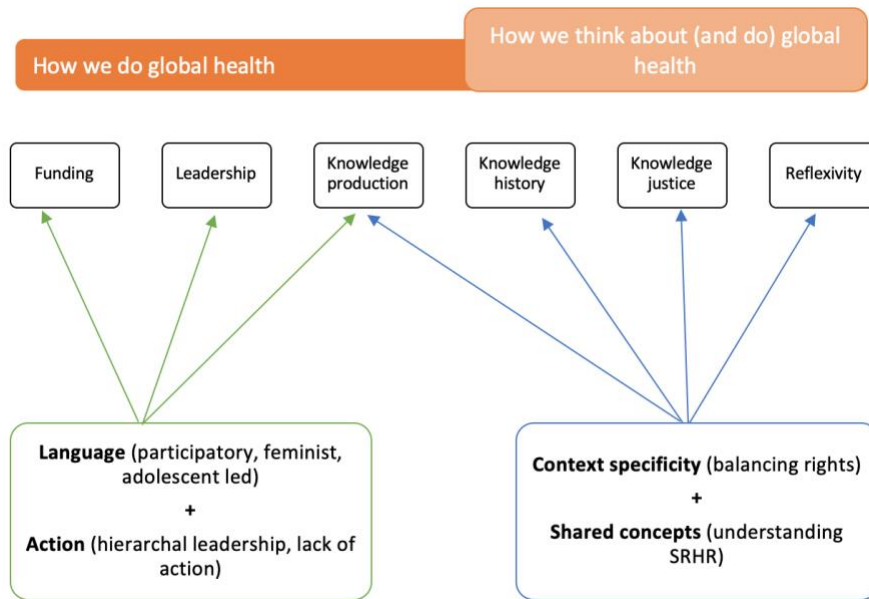 How we think about (and do) global
health
How we do global health
Funding
Leadership
Knowledge
production
Knowledge
history
Knowledge
justice
Reflexivity
Language (participatory, feminist,
adolescent led)
+
Action (hierarchal leadership, lack of
action)
Context specificity (balancing rights)
+
Shared concepts (understanding
SRHR)